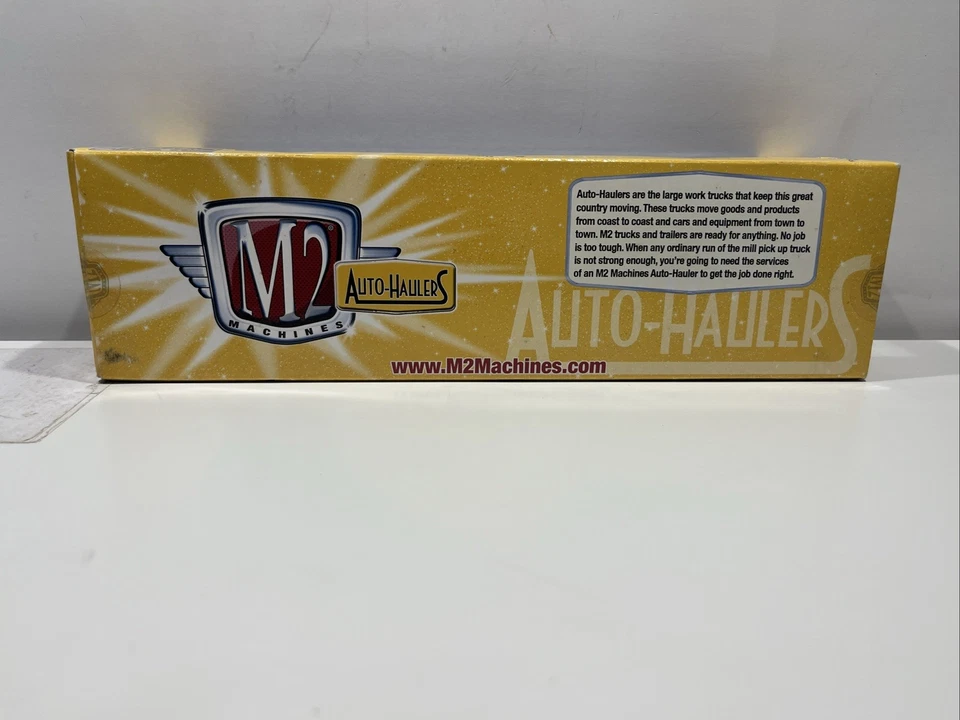 M2
MACHINES
AUTO-HAULERS
Auto-Haulers are the large work trucks that keep this great
country moving. These trucks move goods and products
from coast to coast and cars and equipment from town to
town. M2 trucks and trailers are ready for anything. No job
is too tough. When any ordinary run of the mill pick up truck
is not strong enough, you're going to need the services
of an M2 Machines Auto-Hauler to get the job done right.
AUTO-HAULERS
www.M2Machines.com